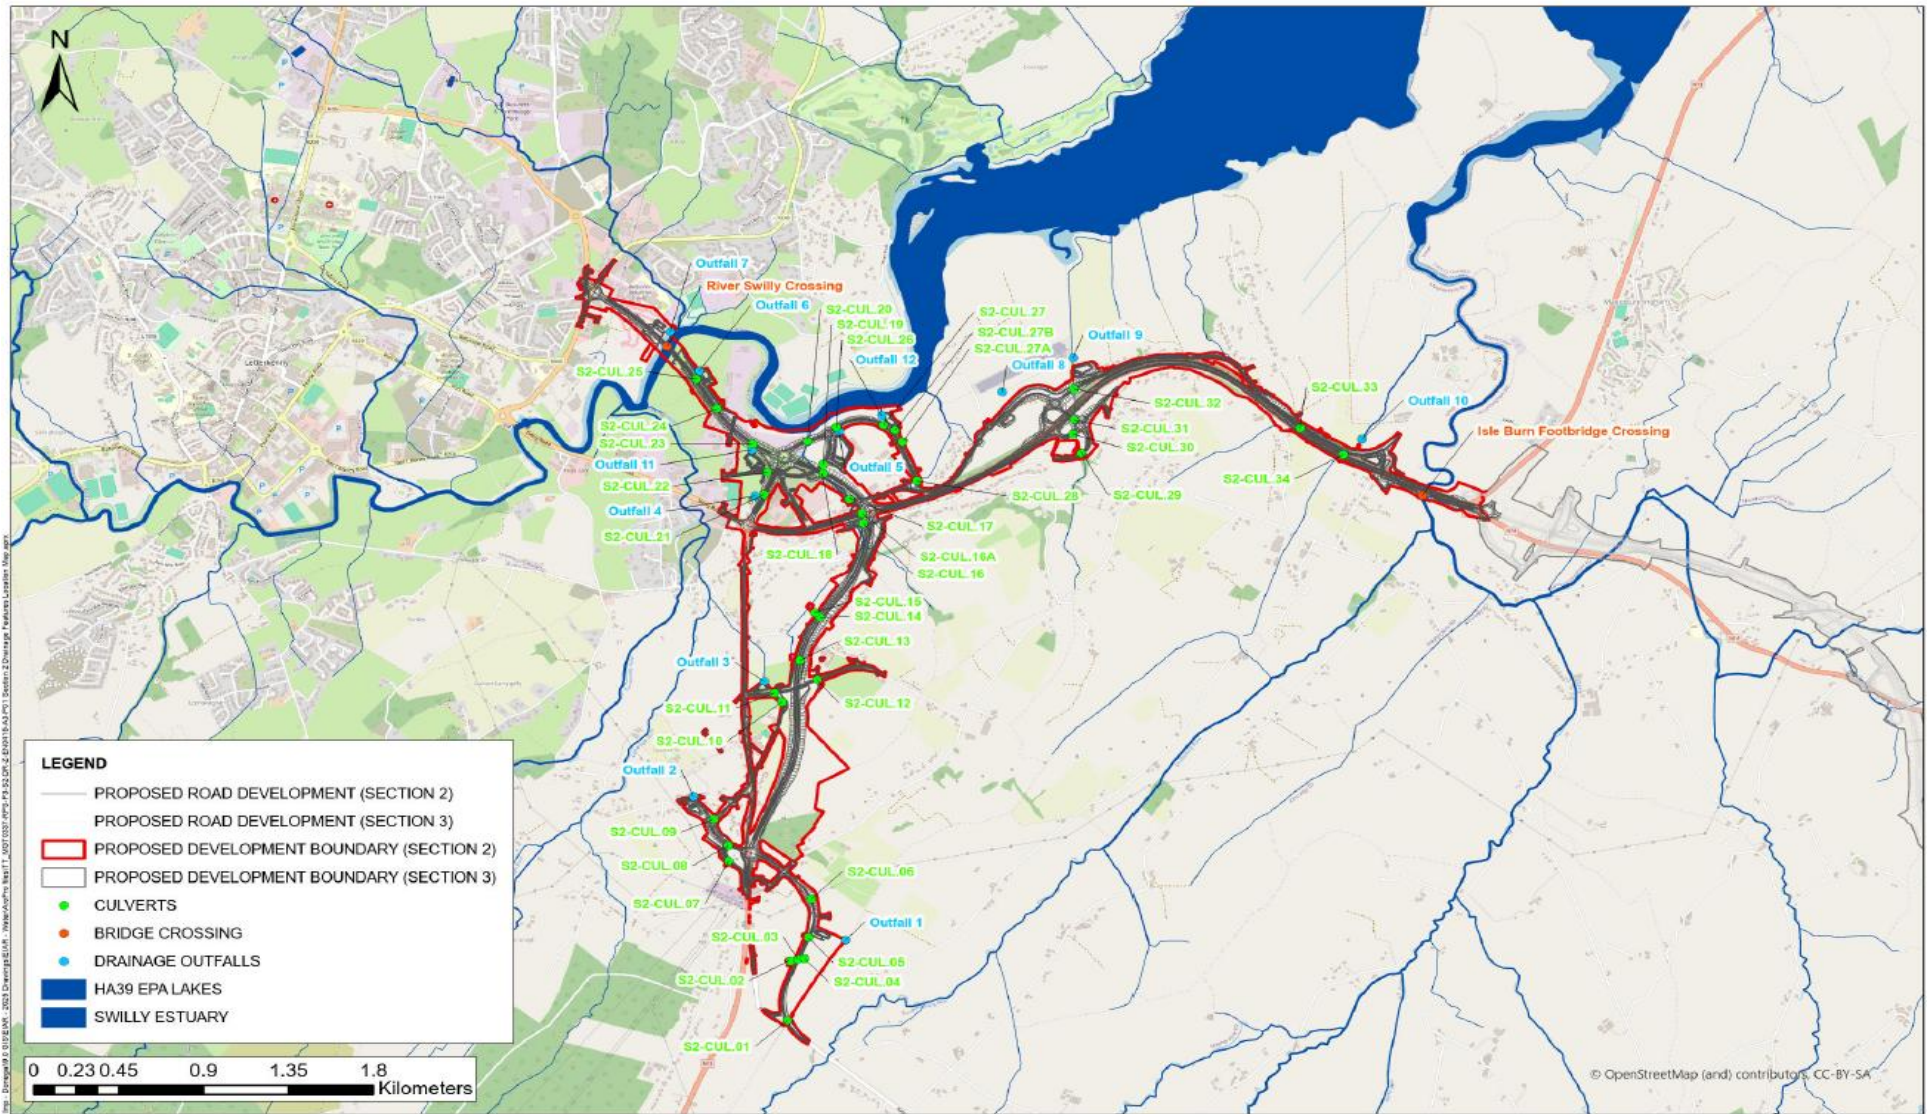 N
Outfall 7
River Swilly Crossing
Outfall 6
S2-CUL.20
S2-CUL.19
S2-CUL.26
Outfall 12
S2-CUL.27
S2-CUL.27B
S2-CUL.27A
Outfall 9
Outfall 8
S2-CUL.25
S2-CUL.24
S2-CUL.23
Outfall 11
S2-CUL.22
Outfall 4
S2-CUL.21
Outfall 5
S2-CUL.18
S2-CUL.28
S2-CUL.17
S2-CUL.16A
S2-CUL.16
S2-CUL.32
S2-CUL.31
S2-CUL.30
S2-CUL.29
S2-CUL.33
Outfall 10
Isle Burn Footbridge Crossing
S2-CUL.34
S2-CUL.15
S2-CUL.14
S2-CUL.13
Outfall 3
S2-CUL.12
S2-CUL.11
S2-CUL.10
Outfall 2
S2-CUL.09
S2-CUL.08
S2-CUL.07
S2-CUL.06
Outfall 1
S2-CUL.03
S2-CUL.05
S2-CUL.02
S2-CUL.04
S2-CUL.01
Letterkenny
LEGEND
PROPOSED ROAD DEVELOPMENT (SECTION 2)
PROPOSED ROAD DEVELOPMENT (SECTION 3)
PROPOSED DEVELOPMENT BOUNDARY (SECTION 2)
PROPOSED DEVELOPMENT BOUNDARY (SECTION 3)
CULVERTS
BRIDGE CROSSING
DRAINAGE OUTFALLS
HA39 EPA LAKES
SWILLY ESTUARY
0 0.23 0.45 0.9 1.35 1.8
Kilometers
© OpenStreetMap (and) contributors, CC-BY-SA